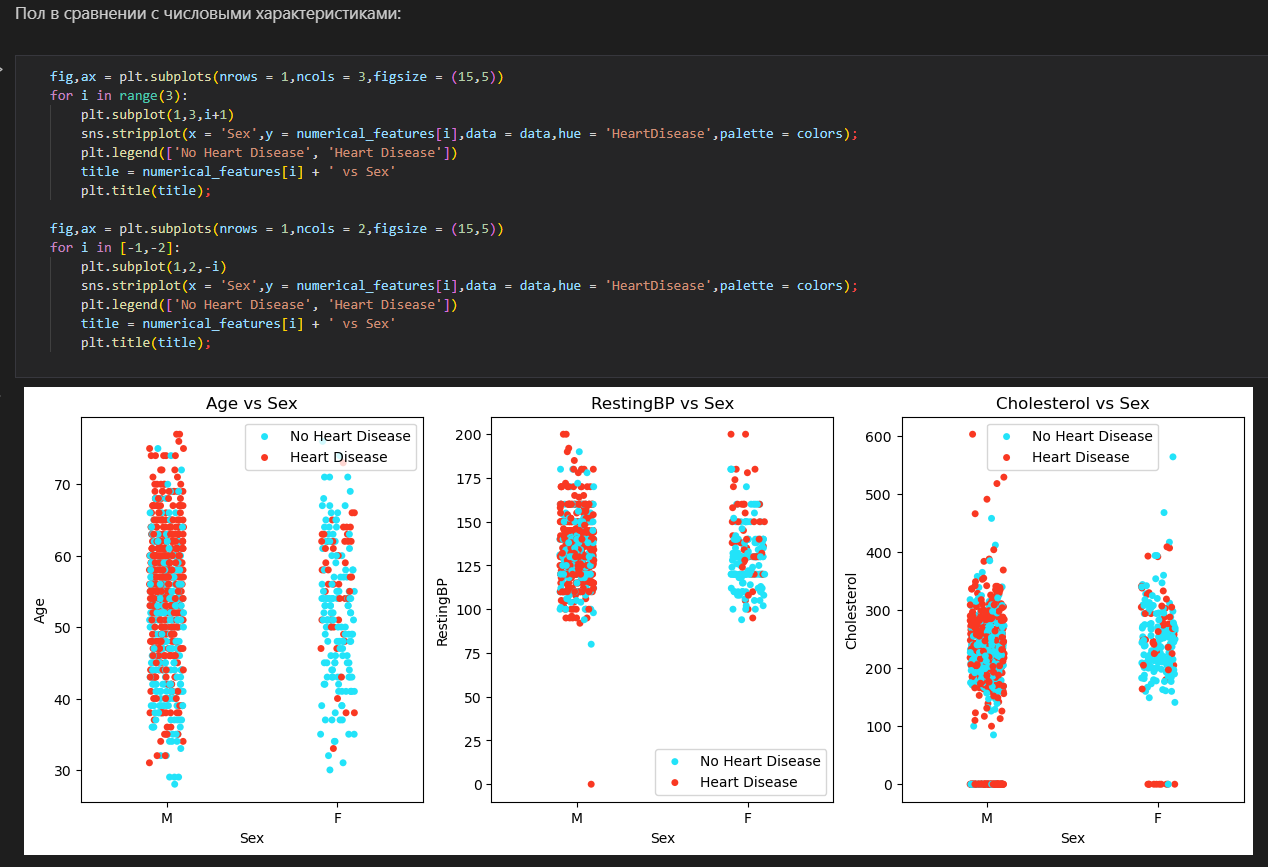 Пол в сравнении с числовыми характеристиками:
fig,ax = plt.subplots(nrows = 1,ncols = 3,figsize = (15,5))
for i in range(3):
    plt.subplot(1,3,i+1)
    sns.stripplot(x = 'Sex',y = numerical_features[i],data = data,hue = 'HeartDisease',palette = colors);
    plt.legend(['No Heart Disease', 'Heart Disease'])
    title = numerical_features[i] + ' vs Sex'
    plt.title(title);
fig,ax = plt.subplots(nrows = 1,ncols = 2,figsize = (15,5))
for i in [-1,-2]:
    plt.subplot(1,2,-i)
    sns.stripplot(x = 'Sex',y = numerical_features[i],data = data,hue = 'HeartDisease',palette = colors);
    plt.legend(['No Heart Disease', 'Heart Disease'])
    title = numerical_features[i] + ' vs Sex'
    plt.title(title);
Age vs Sex
No Heart Disease
Heart Disease
70
60
50
40
30
Age
M
F
Sex
RestingBP vs Sex
200
175
150
125
100
75
50
25
0
RestingBP
No Heart Disease
Heart Disease
M
F
Sex
Cholesterol vs Sex
No Heart Disease
Heart Disease
600
500
400
300
200
100
0
Cholesterol
M
F
Sex